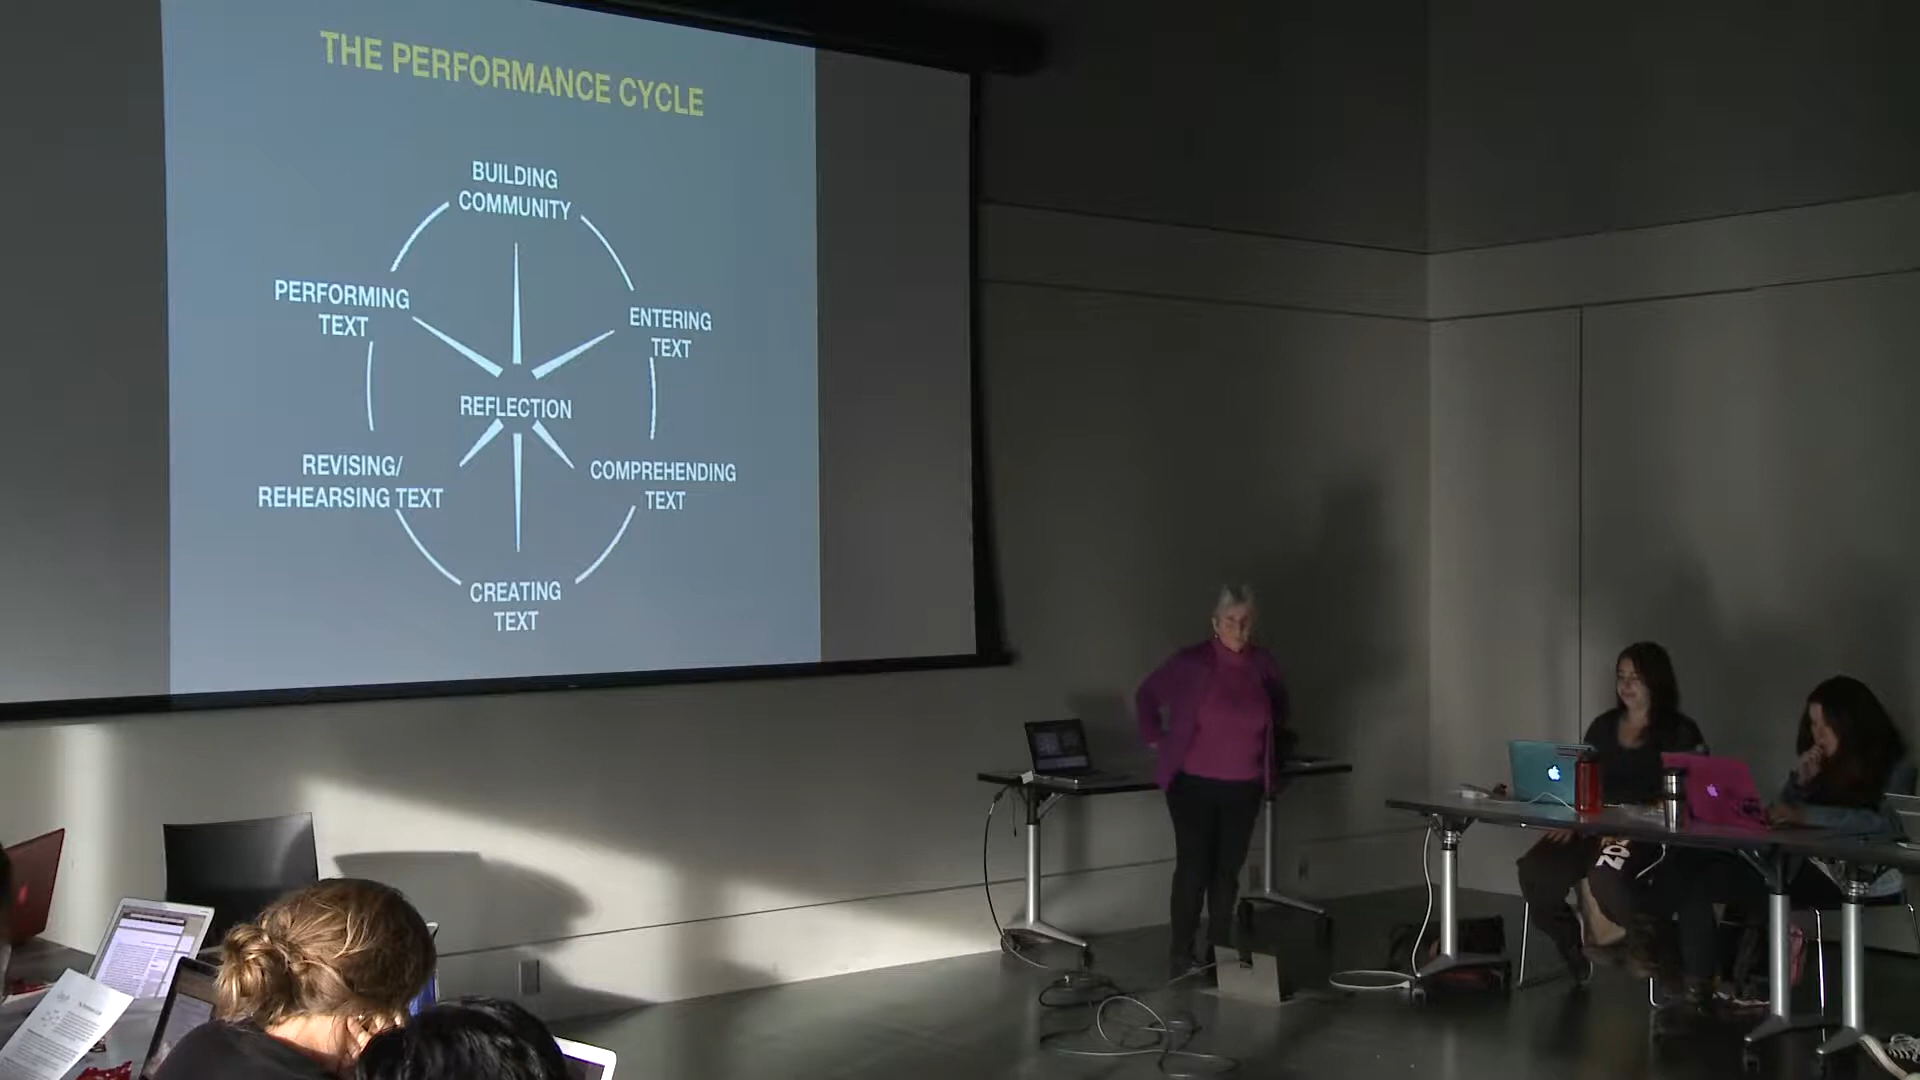 THE PERFORMANCE CYCLE
BUILDING
COMMUNITY
ENTERING
TEXT
COMPREHENDING
TEXT
CREATING
TEXT
REVISING/
REHEARSING TEXT
PERFORMING
TEXT
REFLECTION